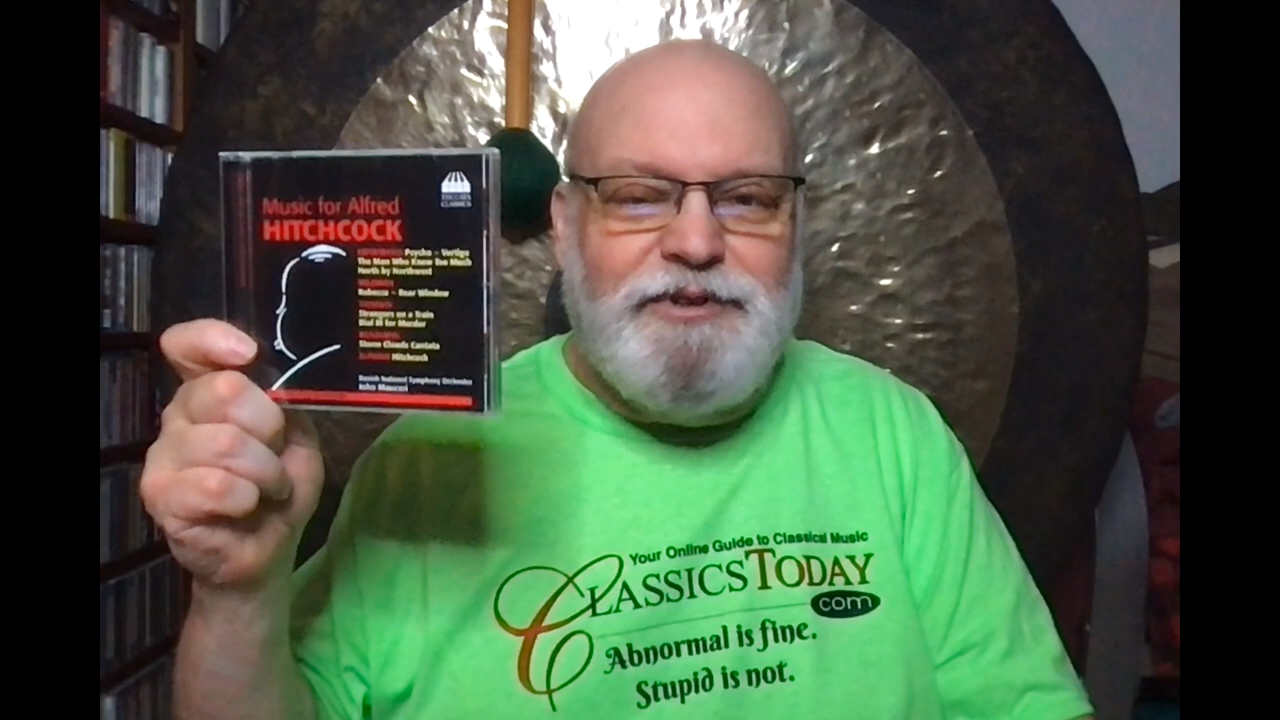 Music for Alfred
HITCHCOCK
Psycho – Vertigo
The Man Who Knew Too Much
North by Northwest
Rebecca – Rear Window
Strangers on a Train
Dial M for Murder
Storm Clouds Cantata
Hitchcock
Danish National Symphony Orchestra
John Mauceri
TOCCATA
CLASSICS
Your Online Guide to Classical Music
CLASSICSTODAY
com
Abnormal is fine.
Stupid is not.